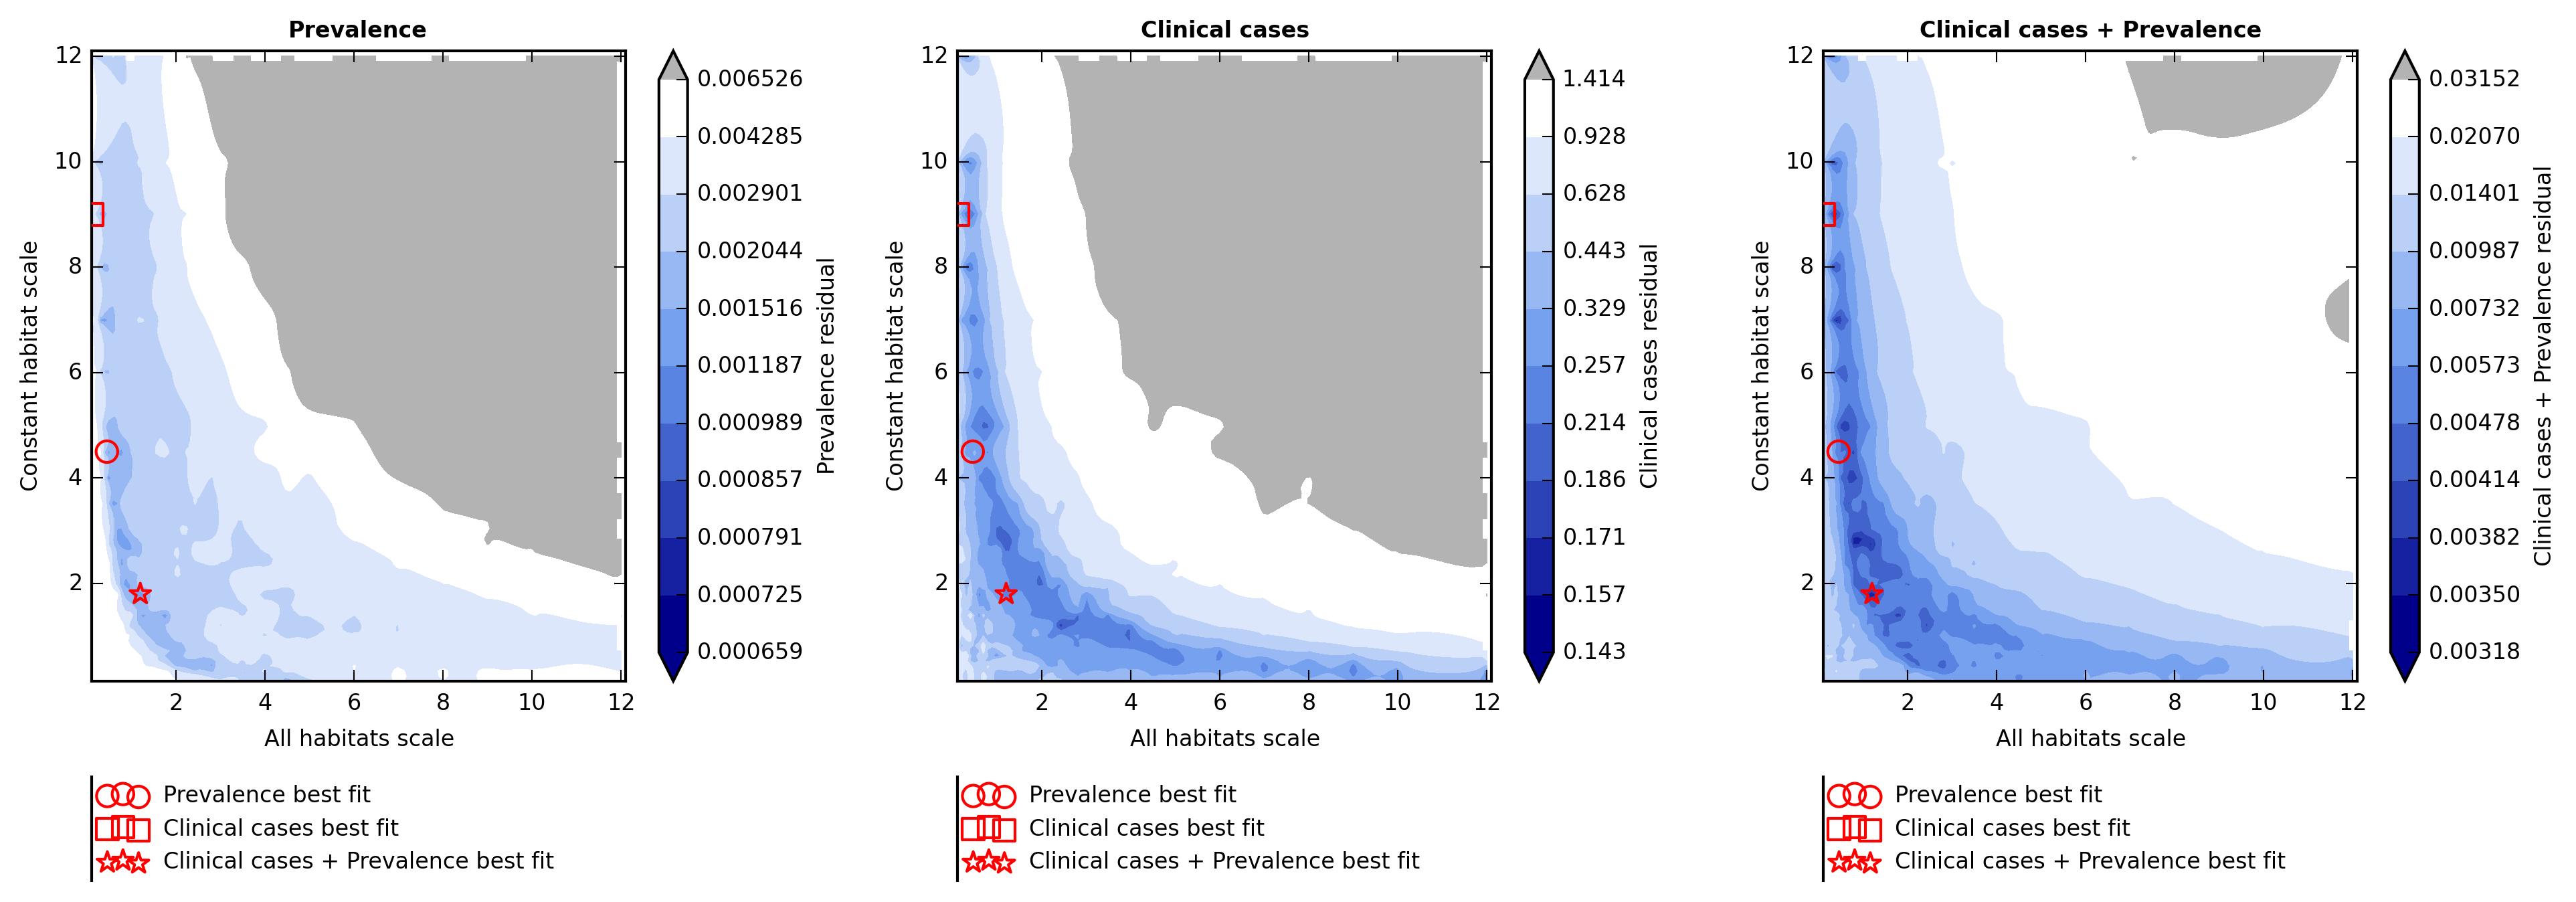 Prevalence
12
10
8
6
4
2
2 4 6 8 10 12
Constant habitat scale
All habitats scale
0.006526
0.004285
0.002901
0.002044
0.001516
0.001187
0.000989
0.000857
0.000791
0.000725
0.000659
Prevalence residual
Prevalence best fit
Clinical cases best fit
Clinical cases + Prevalence best fit
Clinical cases
12
10
8
6
4
2
2 4 6 8 10 12
Constant habitat scale
All habitats scale
1.414
0.928
0.628
0.443
0.329
0.257
0.214
0.186
0.171
0.157
0.143
Clinical cases residual
Prevalence best fit
Clinical cases best fit
Clinical cases + Prevalence best fit
Clinical cases + Prevalence
12
10
8
6
4
2
2 4 6 8 10 12
Constant habitat scale
All habitats scale
0.03152
0.02070
0.01401
0.00987
0.00732
0.00573
0.00478
0.00414
0.00382
0.00350
0.00318
Clinical cases + Prevalence residual
Prevalence best fit
Clinical cases best fit
Clinical cases + Prevalence best fit